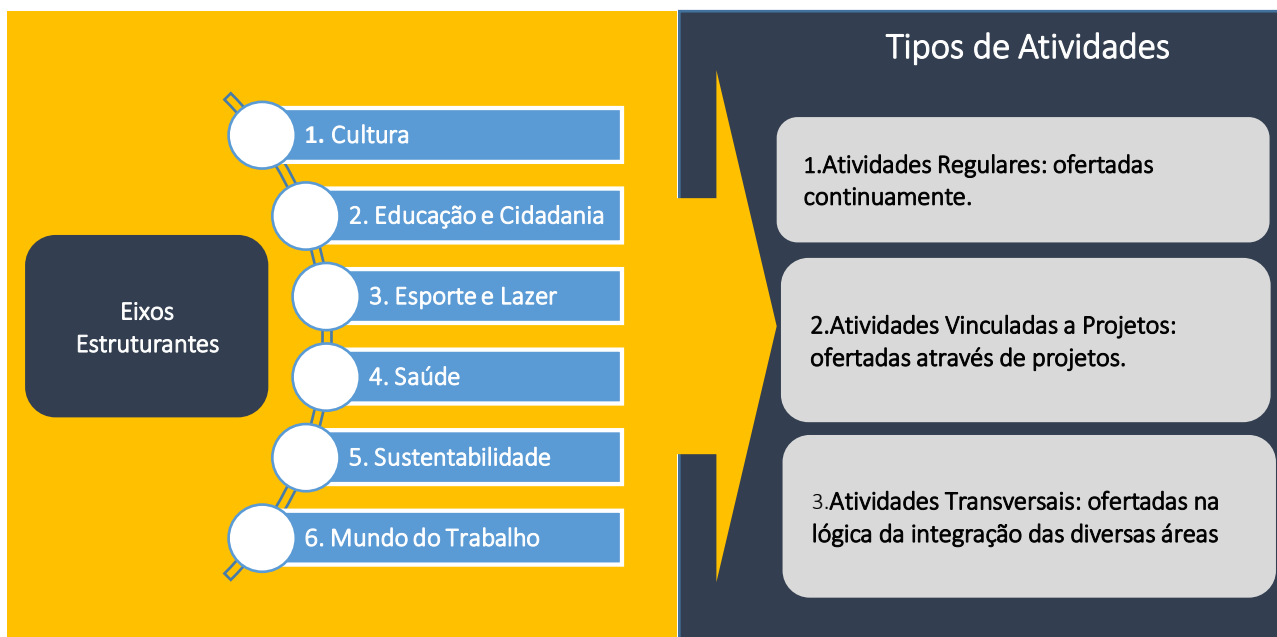 Eixos
Estruturantes
1. Cultura
2. Educação e Cidadania
3. Esporte e Lazer
4. Saúde
5. Sustentabilidade
6. Mundo do Trabalho
Tipos de Atividades
1.Atividades Regulares: ofertadas
continuamente.
2.Atividades Vinculadas a Projetos:
ofertadas através de projetos.
3.Atividades Transversais: ofertadas na
lógica da integração das diversas áreas